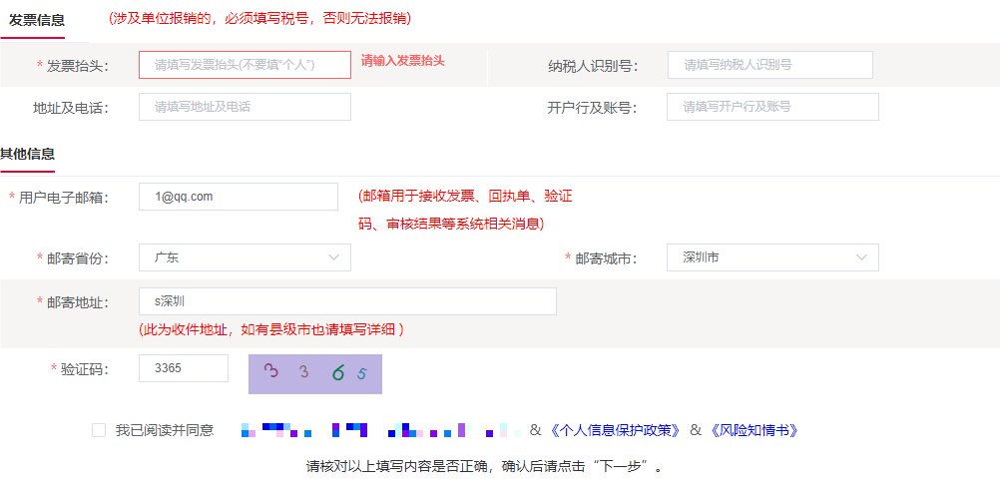 发票信息 (涉及单位报销的，必须填写税号，否则无法报销)
* 发票抬头： 请填写发票抬头(不要填“个人”) 请输入发票抬头 纳税人识别号： 请填写纳税人识别号
地址及电话： 请填写地址及电话 开户行及账号： 请填写开户行及账号
其他信息
* 用户电子邮箱： 1@qq.com (邮箱用于接收发票、回执单、验证
码、审核结果等系统相关消息)
* 邮寄省份： 广东 * 邮寄城市： 深圳市
* 邮寄地址： s深圳
(此为收件地址，如有县级市也请填写详细 )
* 验证码： 3365 3 3 6 5
我已阅读并同意 & 《个人信息保护政策》 & 《风险知情书》
请核对以上填写内容是否正确，确认后请点击“下一步”。